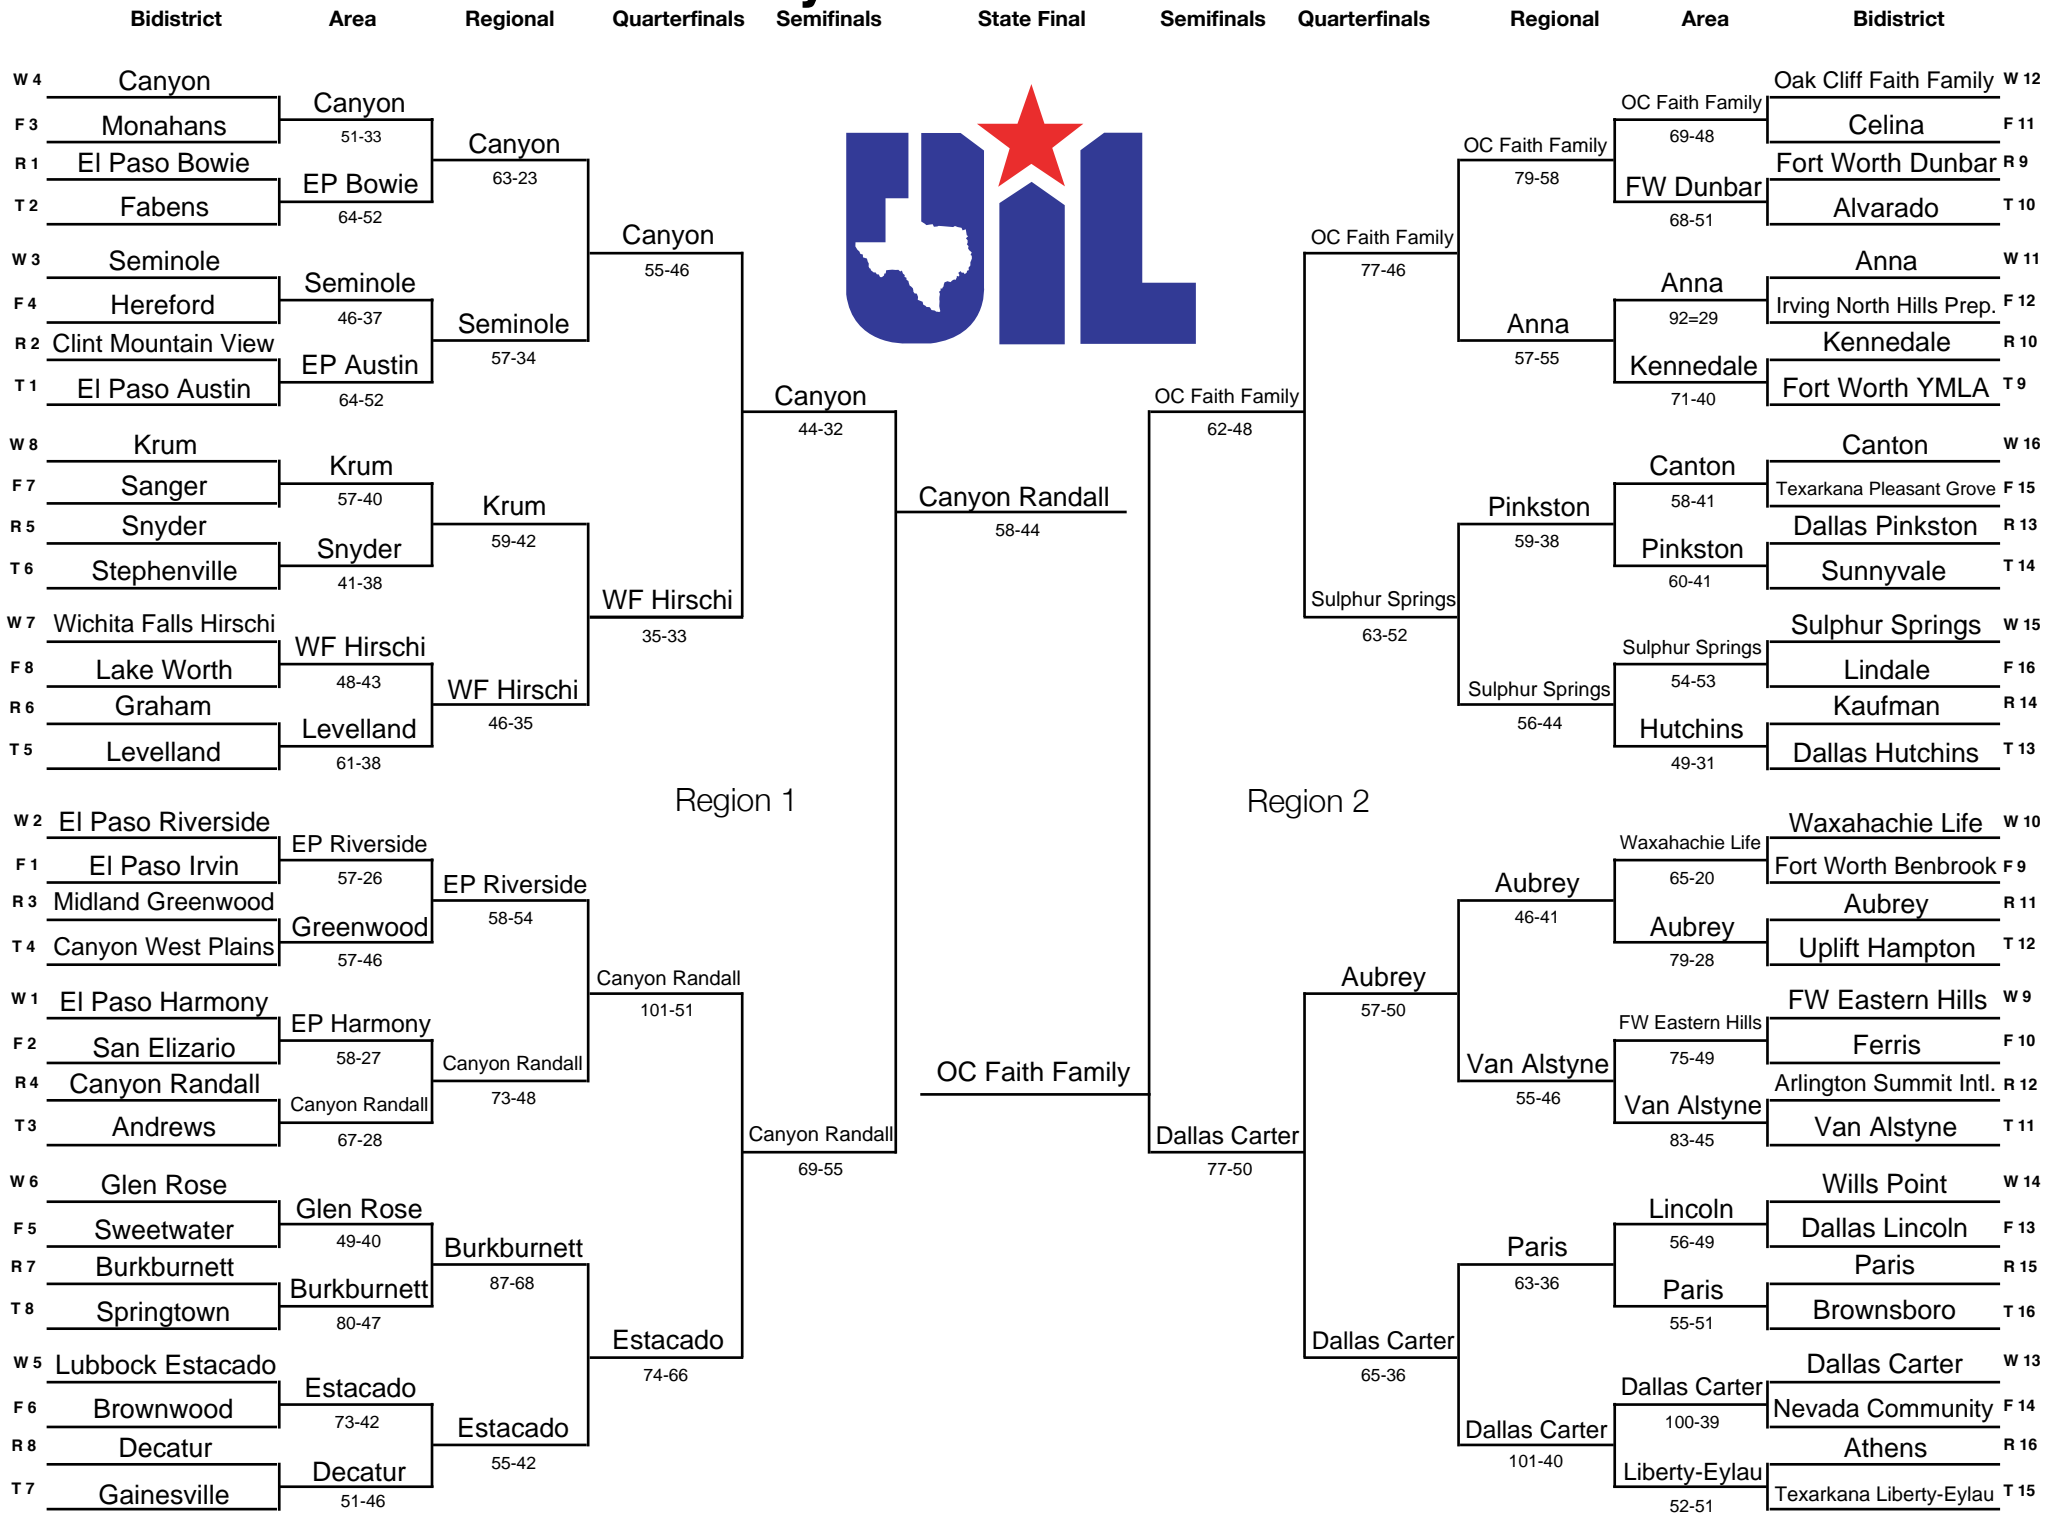 Bidistrict Area Regional Quarterfinals Semifinals State Final Semifinals Quarterfinals Regional Area Bidistrict
W 4 Canyon
Canyon
F 3 Monahans
51-33
Canyon
R 1 El Paso Bowie
63-23
EP Bowie
T 2 Fabens
64-52
Canyon
55-46
W 3 Seminole
Seminole
F 4 Hereford
46-37
Seminole
R 2 Clint Mountain View
57-34
EP Austin
T 1 El Paso Austin
64-52
Canyon
44-32
W 8 Krum
Krum
F 7 Sanger
57-40
Krum
R 5 Snyder
59-42
Snyder
T 6 Stephenville
41-38
WF Hirschi
35-33
W 7 Wichita Falls Hirschi
WF Hirschi
F 8 Lake Worth
48-43
WF Hirschi
R 6 Graham
46-35
Levelland
T 5 Levelland
61-38
Region 1
W 2 El Paso Riverside
EP Riverside
F 1 El Paso Irvin
57-26
EP Riverside
R 3 Midland Greenwood
58-54
Greenwood
T 4 Canyon West Plains
57-46
Canyon Randall
101-51
W 1 El Paso Harmony
EP Harmony
F 2 San Elizario
58-27
Canyon Randall
R 4 Canyon Randall
73-48
Canyon Randall
T 3 Andrews
67-28
Canyon Randall
69-55
W 6 Glen Rose
Glen Rose
F 5 Sweetwater
49-40
Burkburnett
R 7 Burkburnett
87-68
Burkburnett
T 8 Springtown
80-47
Estacado
74-66
W 5 Lubbock Estacado
Estacado
F 6 Brownwood
73-42
Estacado
R 8 Decatur
55-42
Decatur
T 7 Gainesville
51-46
UIL
Canyon Randall
58-44
OC Faith Family
Oak Cliff Faith Family W 12
OC Faith Family
Celina F 11
69-48
OC Faith Family
Fort Worth Dunbar R 9
79-58
FW Dunbar
Alvarado T 10
68-51
OC Faith Family
77-46
Anna W 11
Anna
Irving North Hills Prep. F 12
92=29
Anna
Kennedale R 10
57-55
Kennedale
Fort Worth YMLA T 9
71-40
OC Faith Family
62-48
Canton W 16
Canton
Texarkana Pleasant Grove F 15
58-41
Pinkston
Dallas Pinkston R 13
59-38
Pinkston
Sunnyvale T 14
60-41
Sulphur Springs
63-52
Sulphur Springs W 15
Sulphur Springs
Lindale F 16
54-53
Sulphur Springs
Kaufman R 14
56-44
Hutchins
Dallas Hutchins T 13
49-31
Region 2
Waxahachie Life W 10
Waxahachie Life
Fort Worth Benbrook F 9
65-20
Aubrey
Aubrey R 11
46-41
Aubrey
Uplift Hampton T 12
79-28
Aubrey
57-50
FW Eastern Hills W 9
FW Eastern Hills
Ferris F 10
75-49
Van Alstyne
Arlington Summit Intl. R 12
55-46
Van Alstyne
Van Alstyne T 11
83-45
Dallas Carter
77-50
Wills Point W 14
Lincoln
Dallas Lincoln F 13
56-49
Paris
Paris R 15
63-36
Paris
Brownsboro T 16
55-51
Dallas Carter
65-36
Dallas Carter W 13
Dallas Carter
Nevada Community F 14
100-39
Dallas Carter
Athens R 16
101-40
Liberty-Eylau
Texarkana Liberty-Eylau T 15
52-51